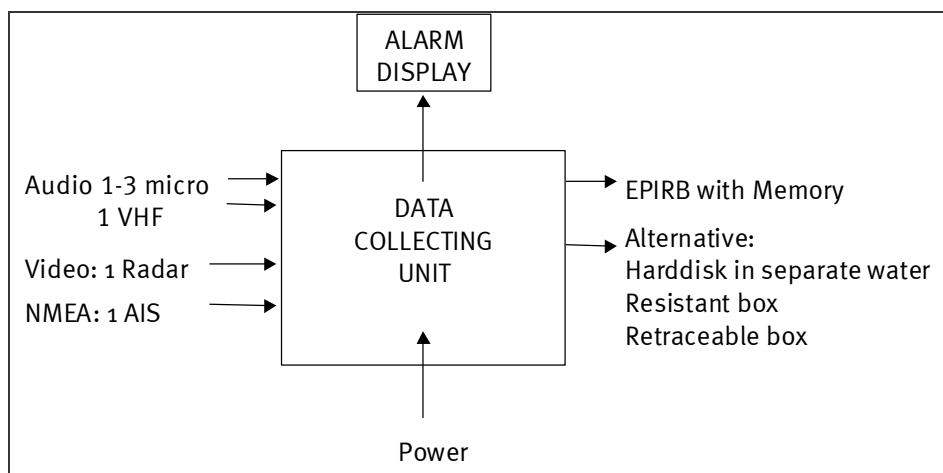 ALARM
DISPLAY
Audio 1-3 micro
1 VHF
Video: 1 Radar
NMEA: 1 AIS
DATA
COLLECTING
UNIT
EPIRB with Memory
Alternative:
Harddisk in separate water
Resistant box
Retraceable box
Power